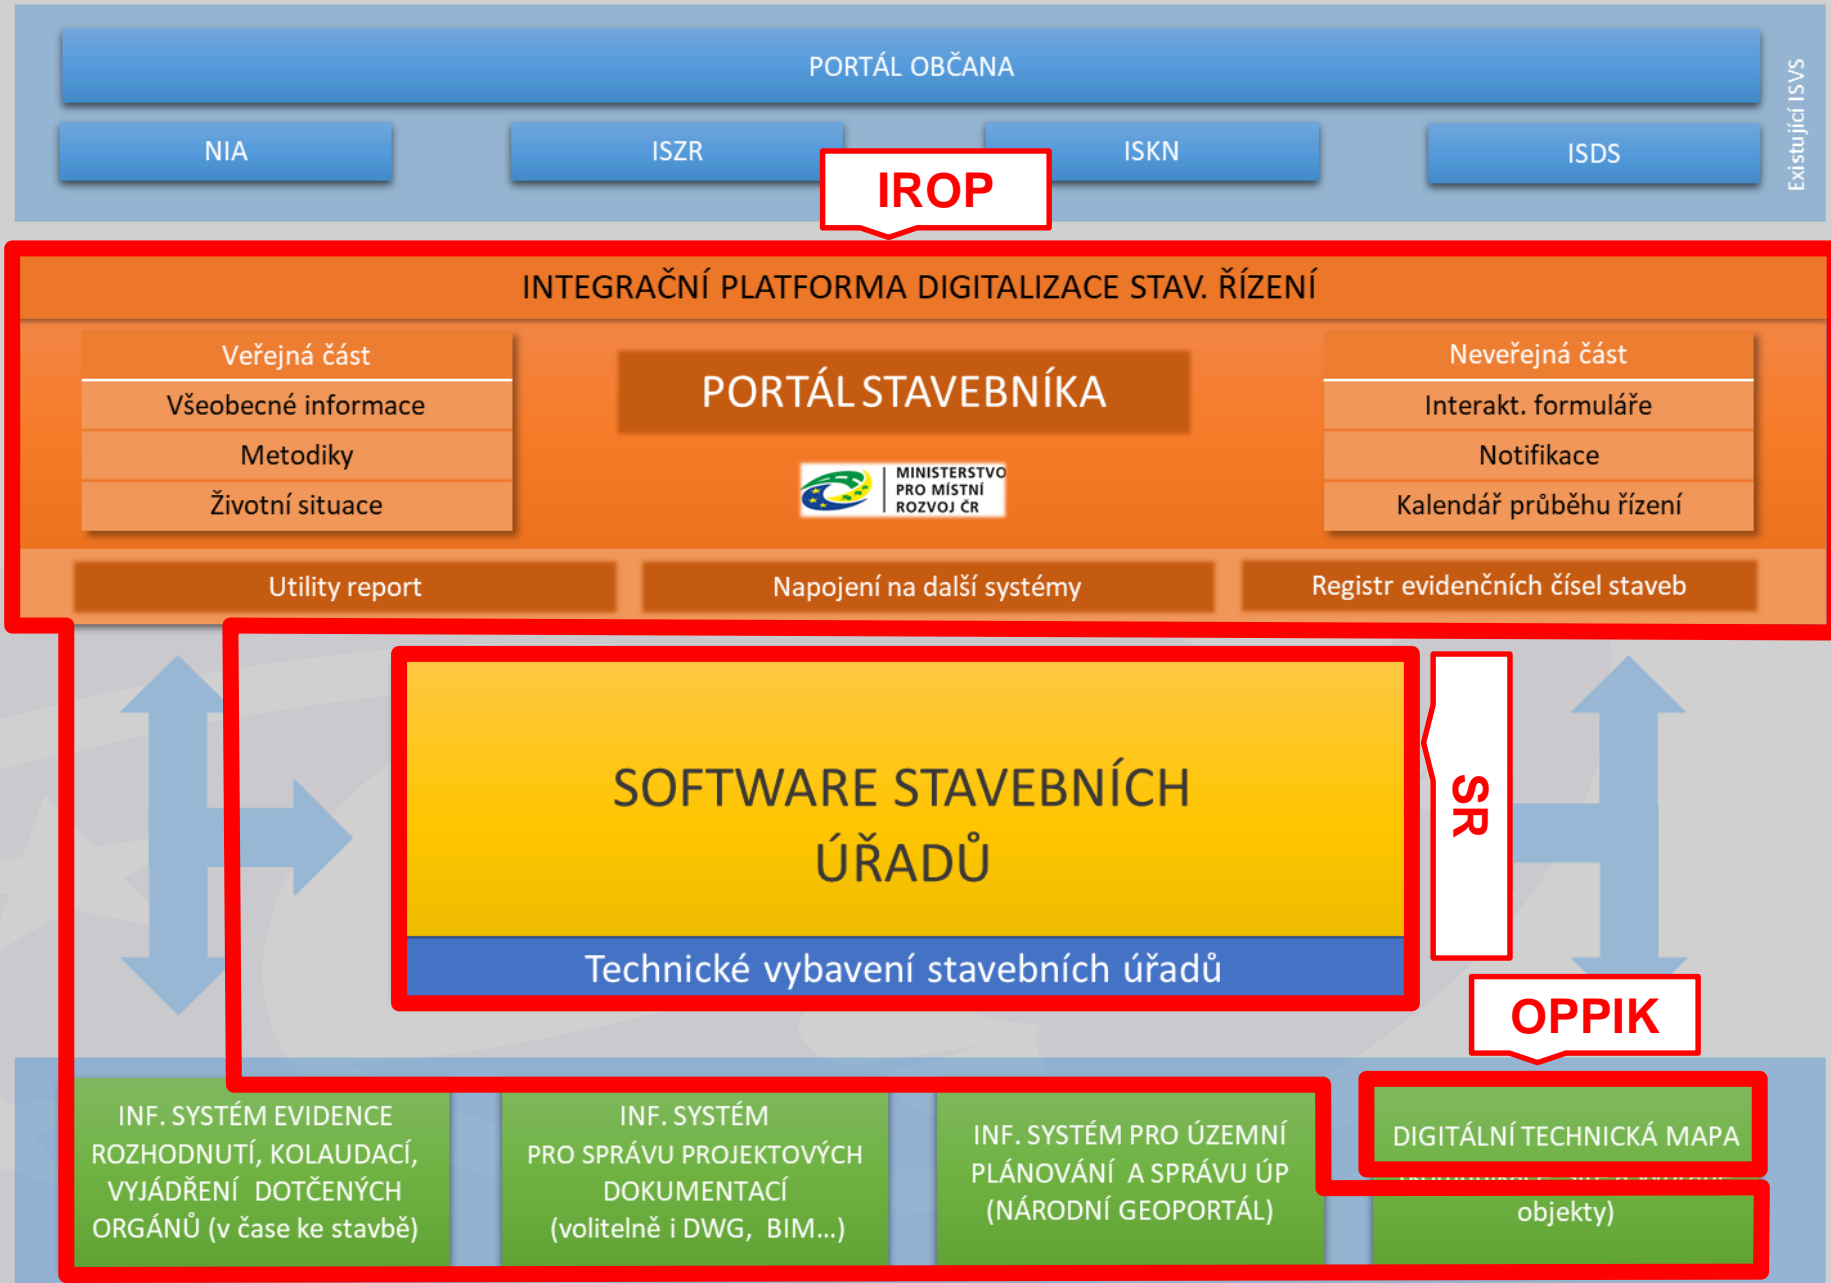 PORTÁL OBČANA
Existující ISVS
NIA
ISZR
ISKN
ISDS
IROP
INTEGRAČNÍ PLATFORMA DIGITALIZACE STAV. ŘÍZENÍ
Veřejná část
Všeobecné informace
Metodiky
Životní situace
PORTÁL STAVEBNÍKA
MINISTERSTVO
PRO MÍSTNÍ
ROZVOJ ČR
Neveřejná část
Interakt. formuláře
Notifikace
Kalendář průběhu řízení
Utility report
Napojení na další systémy
Registr evidenčních čísel staveb
SOFTWARE STAVEBNÍCH
ÚŘADŮ
Technické vybavení stavebních úřadů
SR
OPPIK
INF. SYSTÉM EVIDENCE
ROZHODNUTÍ, KOLAUDACÍ,
VYJÁDŘENÍ DOTČENÝCH
ORGÁNŮ (v čase ke stavbě)
INF. SYSTÉM
PRO SPRÁVU PROJEKTOVÝCH
DOKUMENTACÍ
(volitelně i DWG, BIM...)
INF. SYSTÉM PRO ÚZEMNÍ
PLÁNOVÁNÍ A SPRÁVU ÚP
(NÁRODNÍ GEOPORTÁL)
DIGITÁLNÍ TECHNICKÁ MAPA
objekty)